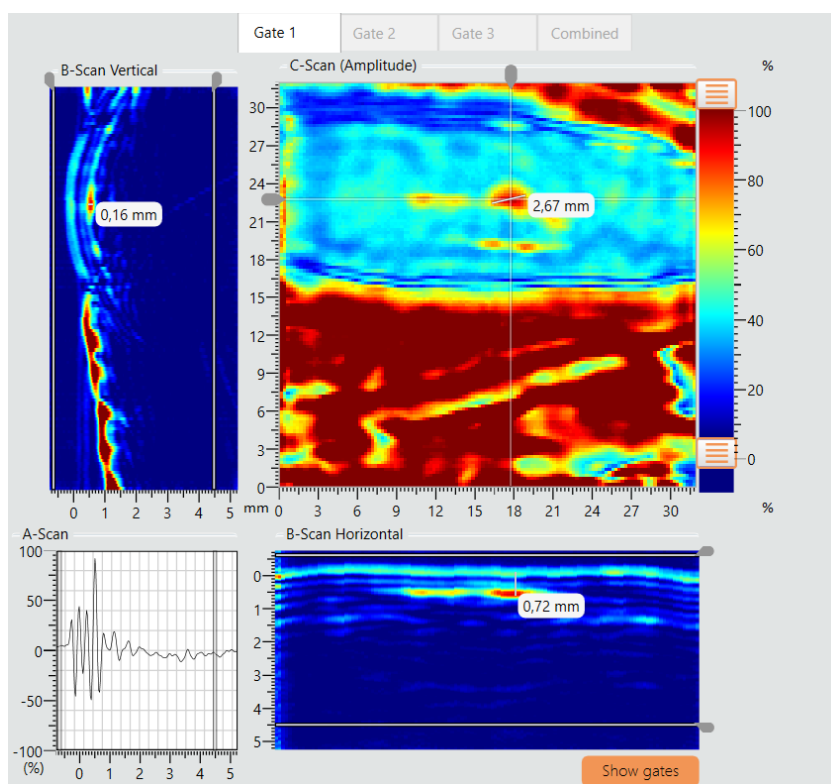 Gate 1 Gate 2 Gate 3 Combined
B-Scan Vertical
0,16 mm
0 1 2 3 4 5
C-Scan (Amplitude)
30
27
24
21
18
15
12
9
6
3
0
2,67 mm
mm 0 3 6 9 12 15 18 21 24 27 30
%
100
80
60
40
20
0
%
A-Scan
100
50
0
-50
-100
(%) 0 1 2 3 4 5
B-Scan Horizontal
0
1
2
3
4
5
0,72 mm
Show gates